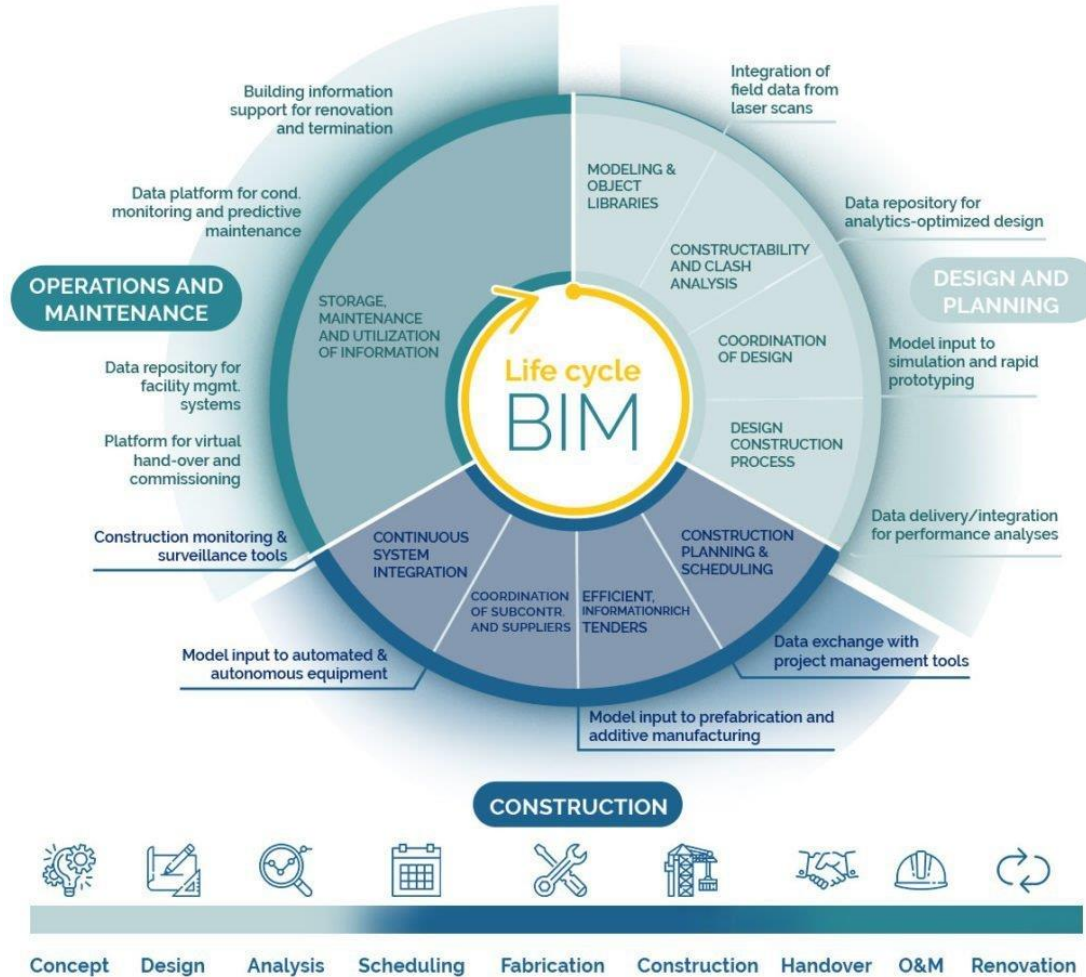 Building information
support for renovation
and termination
Data platform for cond.
monitoring and predictive
maintenance
OPERATIONS AND
MAINTENANCE
Data repository for
facility mgmt.
systems
Platform for virtual
hand-over and
commissioning
Construction monitoring &
surveillance tools
Model input to automated &
autonomous equipment
Integration of
field data from
laser scans
Data repository for
analytics-optimized design
DESIGN AND
PLANNING
Model input to
simulation and rapid
prototyping
Data delivery/integration
for performance analyses
Data exchange with
project management tools
Model input to prefabrication and
additive manufacturing
MODELING &
OBJECT
LIBRARIES
CONSTRUCTABILITY
AND CLASH
ANALYSIS
COORDINATION
OF DESIGN
DESIGN
CONSTRUCTION
PROCESS
CONSTRUCTION
PLANNING &
SCHEDULING
EFFICIENT,
INFORMATIONRICH
TENDERS
COORDINATION
OF SUBCONTR.
AND SUPPLIERS
CONTINUOUS
SYSTEM
INTEGRATION
STORAGE,
MAINTENANCE
AND UTILIZATION
OF INFORMATION
Life cycle
BIM
CONSTRUCTION
Concept Design Analysis Scheduling Fabrication Construction Handover O&M Renovation